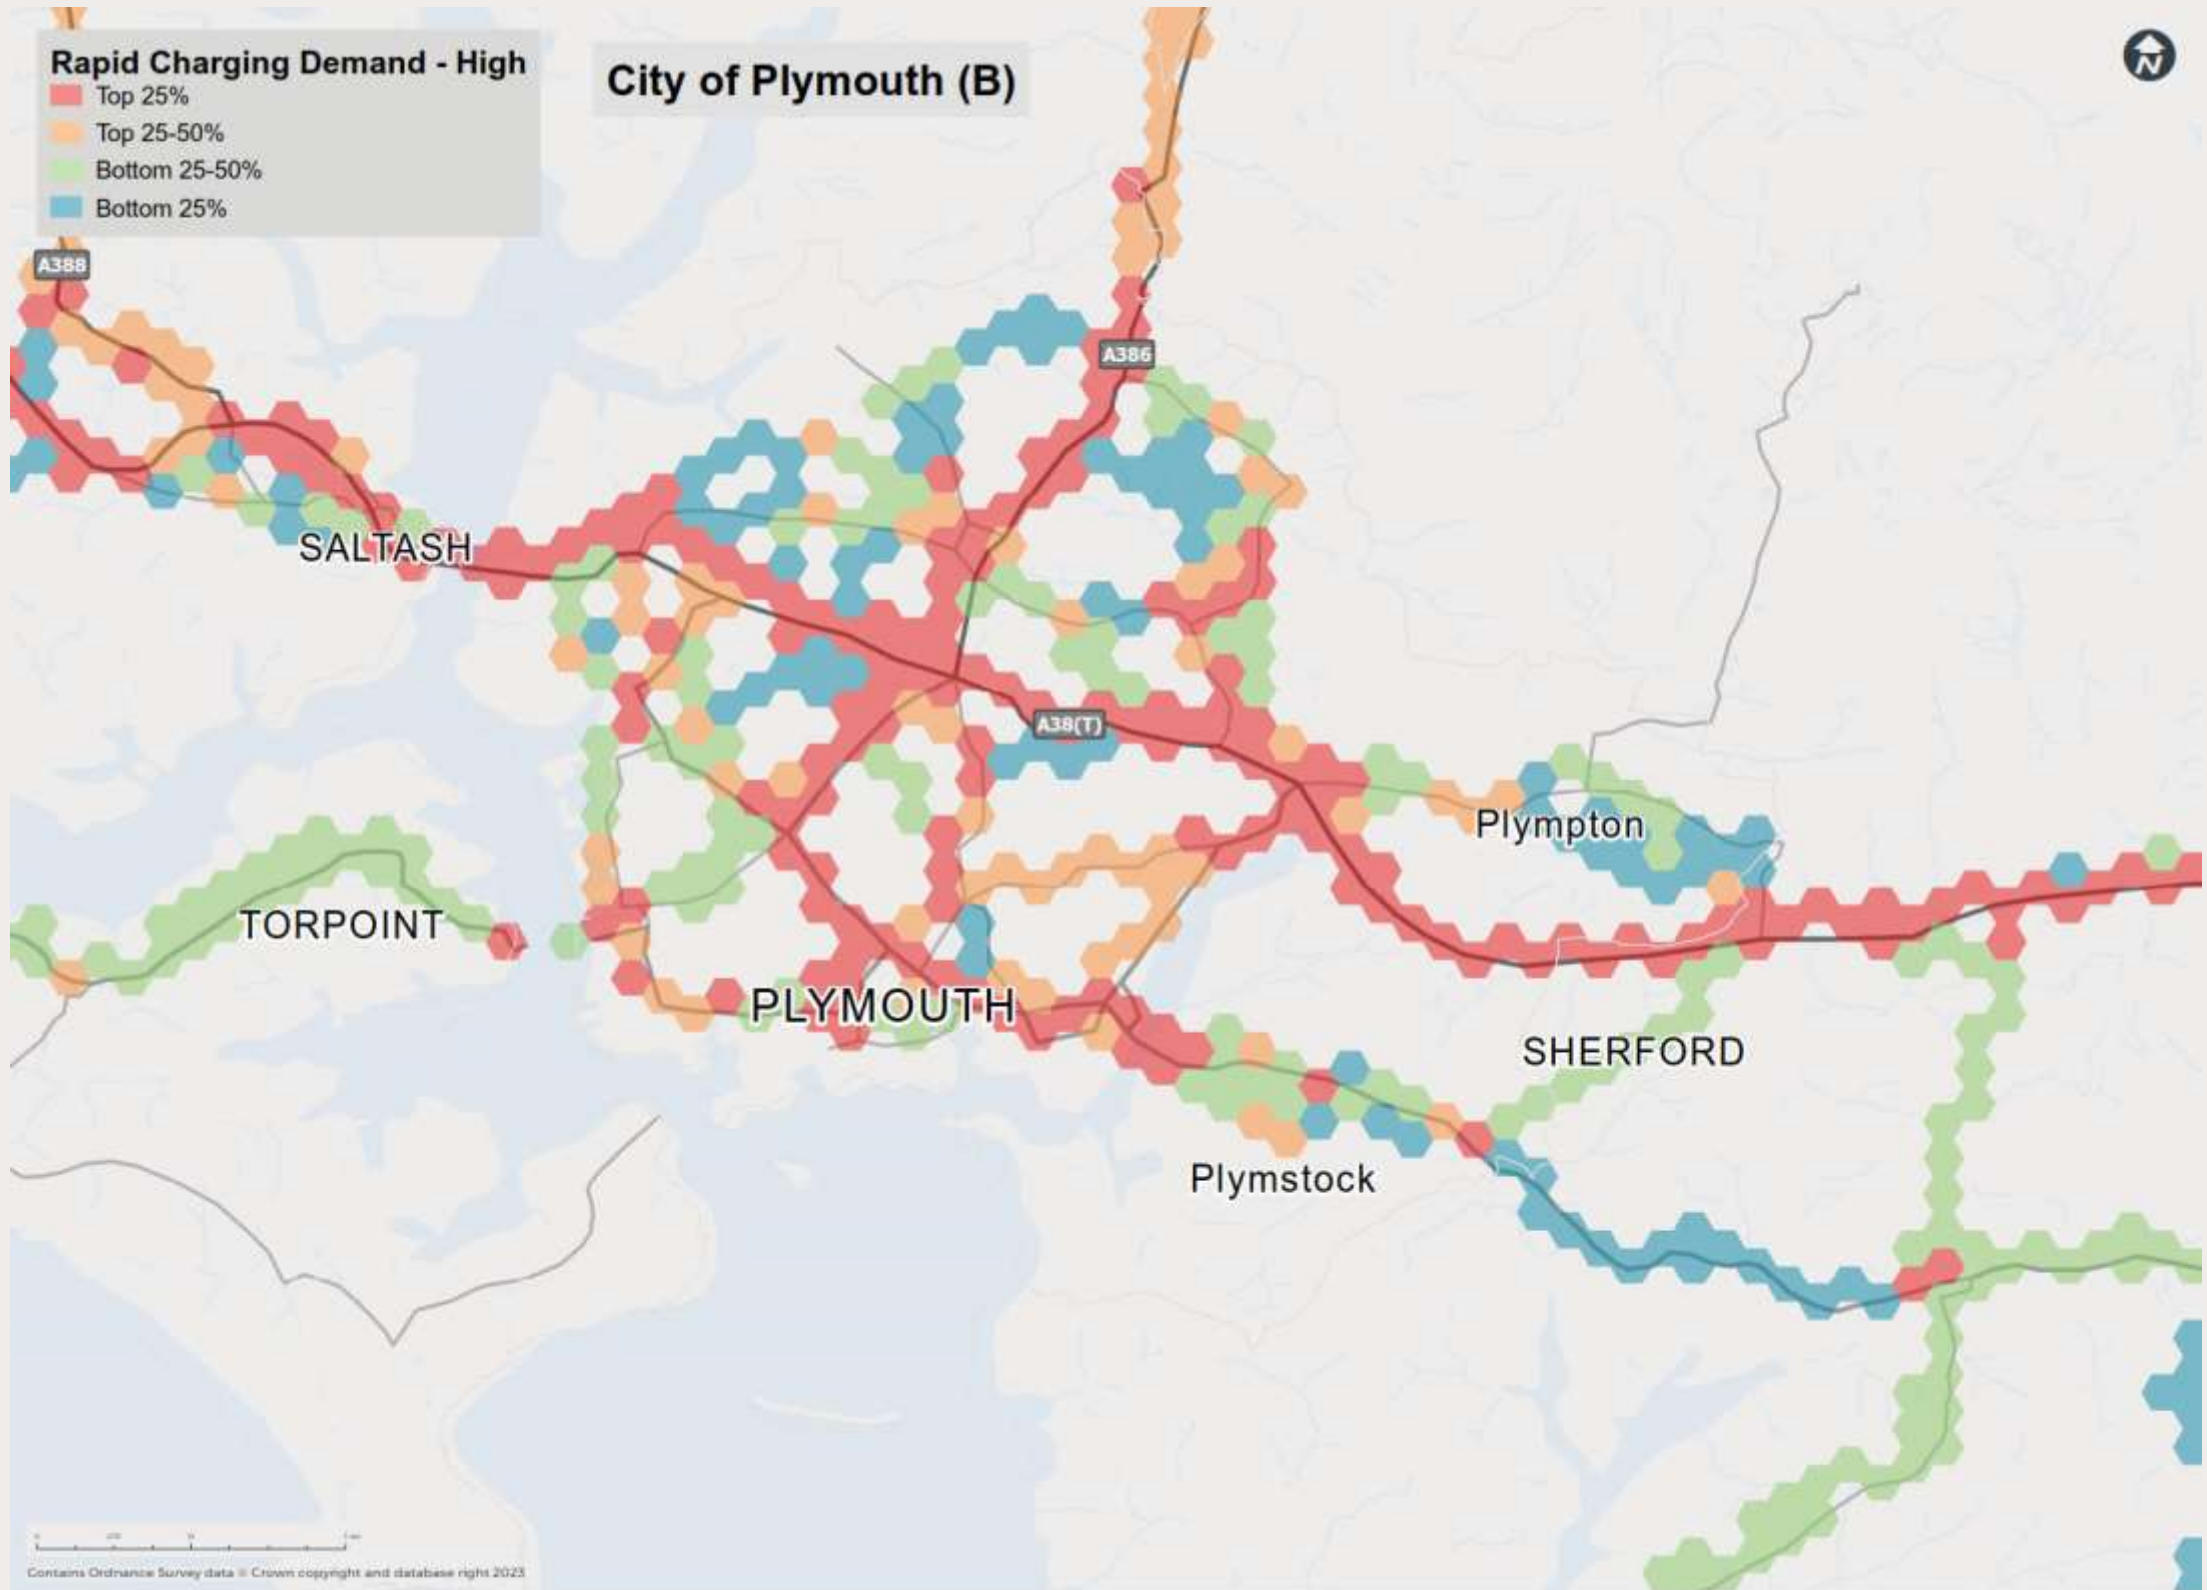 Rapid Charging Demand - High
Top 25%
Top 25-50%
Bottom 25-50%
Bottom 25%
City of Plymouth (B)
N
A388
A386
SALTASH
A38(T)
Plympton
TORPOINT
PLYMOUTH
SHERFORD
Plymstock
Contains Ordnance Survey data © Crown copyright and database right 2023